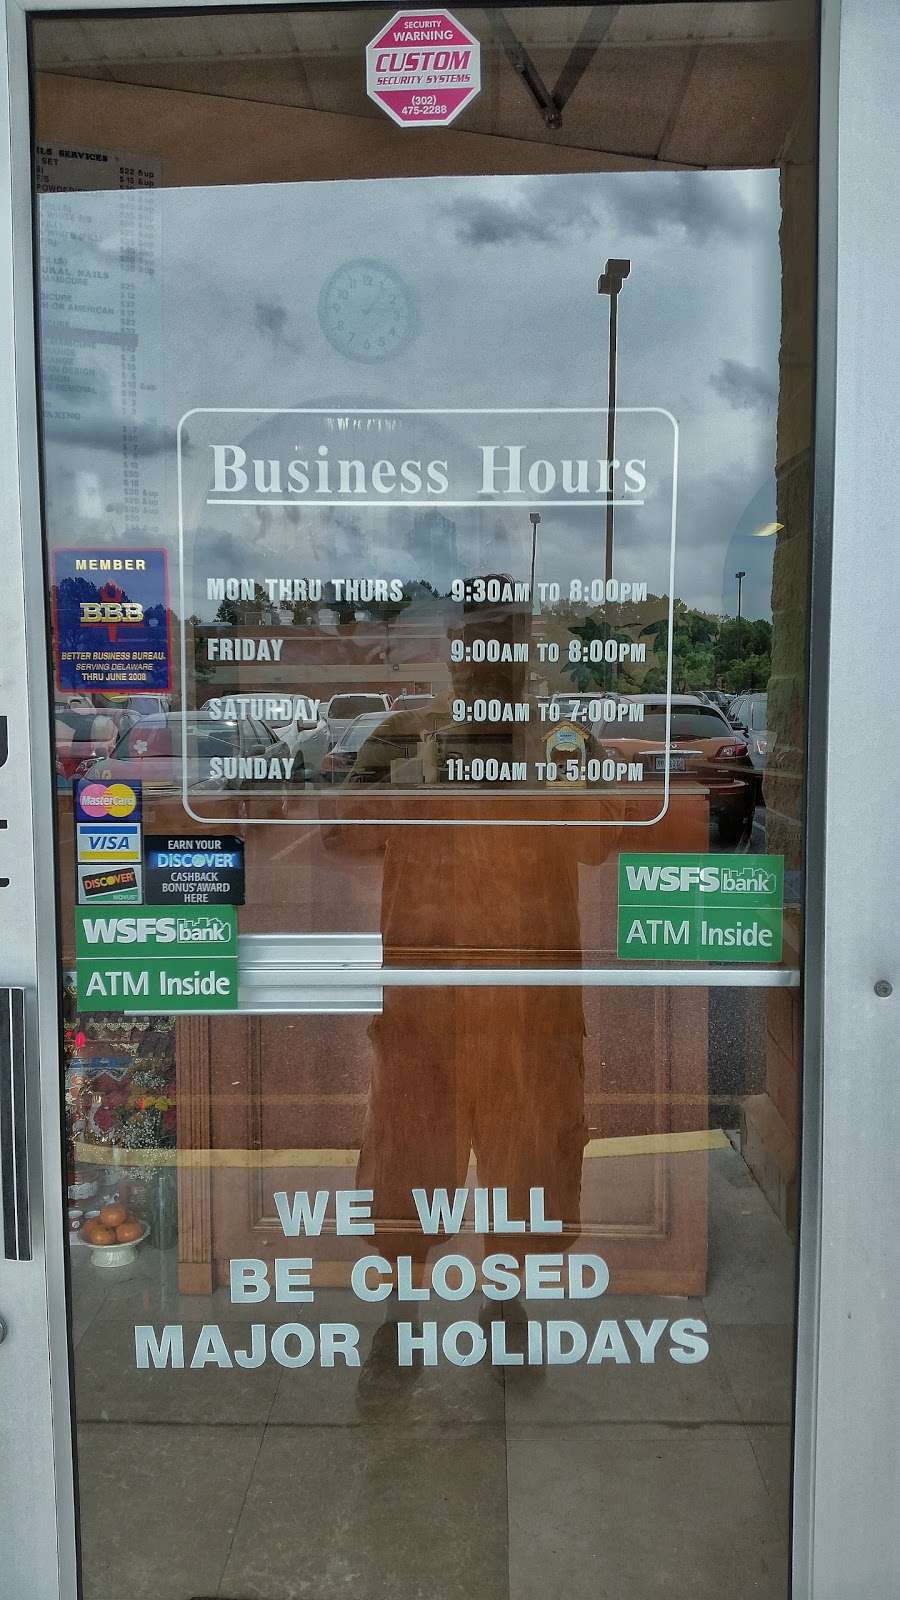 SECURITY
WARNING
CUSTOM
SECURITY SYSTEMS
(302)
475-2288
SERVICES
SET
Business Hours
MON THRU THURS 9:30AM TO 8:00PM
FRIDAY 9:00AM TO 8:00PM
SATURDAY 9:00AM TO 7:00PM
SUNDAY 11:00AM TO 5:00PM
MEMBER
BBB
BETTER BUSINESS BUREAU.
SERVING DELAWARE
THRU JUNE 2008
MasterCard
VISA
DISCOVER
NOVUS
EARN YOUR
DISCOVER
CASHBACK
BONUS AWARD
HERE
WSFS bank
ATM Inside
WSFS bank
ATM Inside
WE WILL
BE CLOSED
MAJOR HOLIDAYS